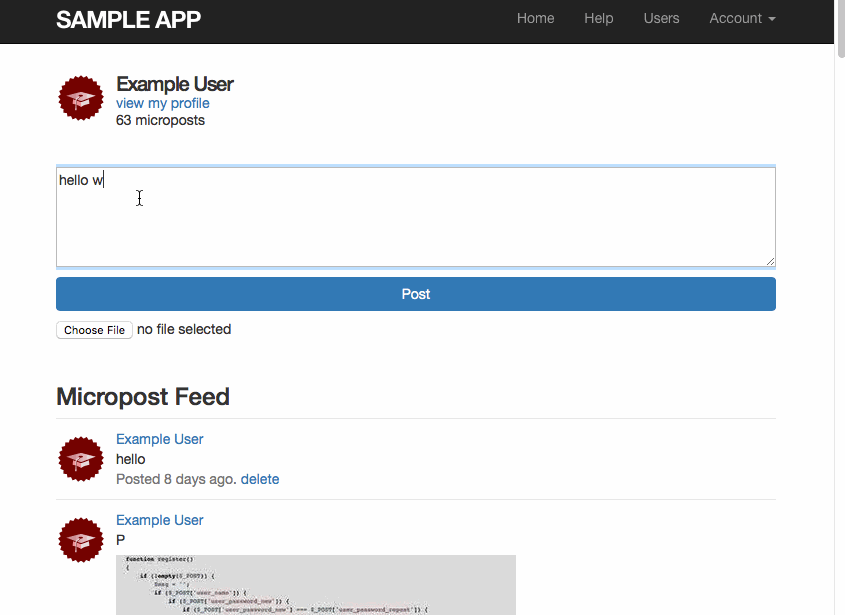 SAMPLE APP Home Help Users Account
Example User
view my profile
63 microposts
hello w
Post
Choose File no file selected
Micropost Feed
Example User
hello
Posted 8 days ago. delete
Example User
P
function register()
{
if (!empty($_POST)) {
$msg = '';
if ($_POST['user_name']) {
if ($_POST['user_password_new']) {
if ($_POST['user_password_new'] === $_POST['user_password_repeat']) {